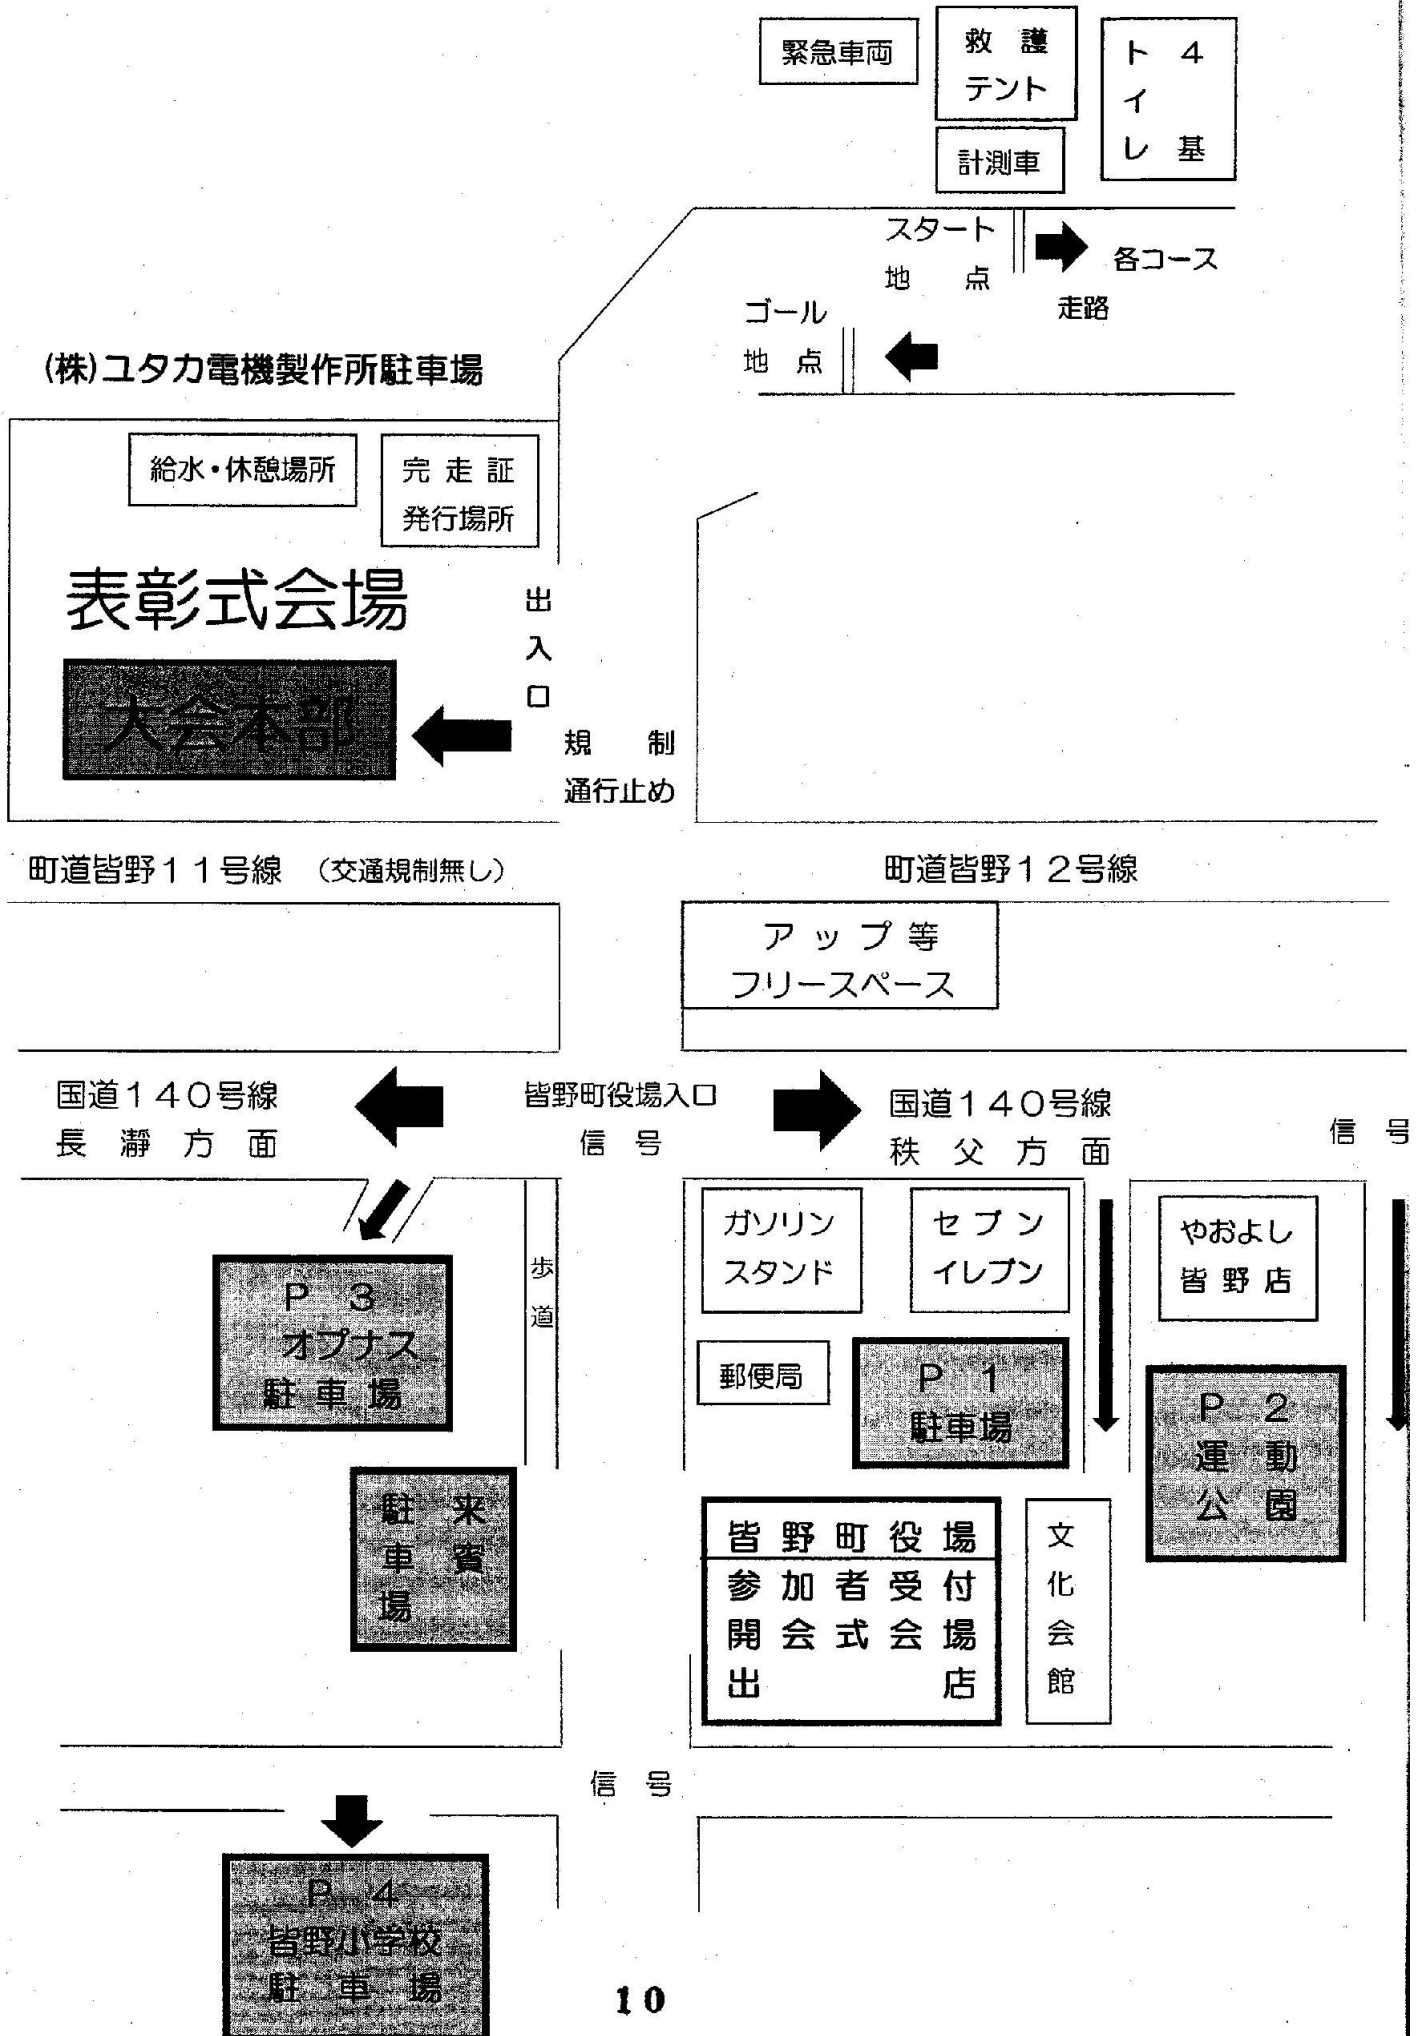 緊急車両
救護
テント
トイレ 4基
計測車
スタート
地点
各コース
走路
ゴール
地点
(株)ユタカ電機製作所駐車場
給水・休憩場所
完走証
発行場所
表彰式会場
出入口
大会本部
規制
通行止め
町道皆野11号線 (交通規制無し)
町道皆野12号線
アップ等
フリースペース
国道140号線
長瀞方面
皆野町役場入口
信号
国道140号線
秩父方面
信号
ガソリン
スタンド
セブン
イレブン
やおよし
皆野店
歩道
P3
オプナス
駐車場
郵便局
P1
駐車場
P2
運動
公園
来賓
駐車場
皆野町役場
参加者受付
開会式会場
出店
文化会館
信号
P4
皆野小学校
駐車場
10